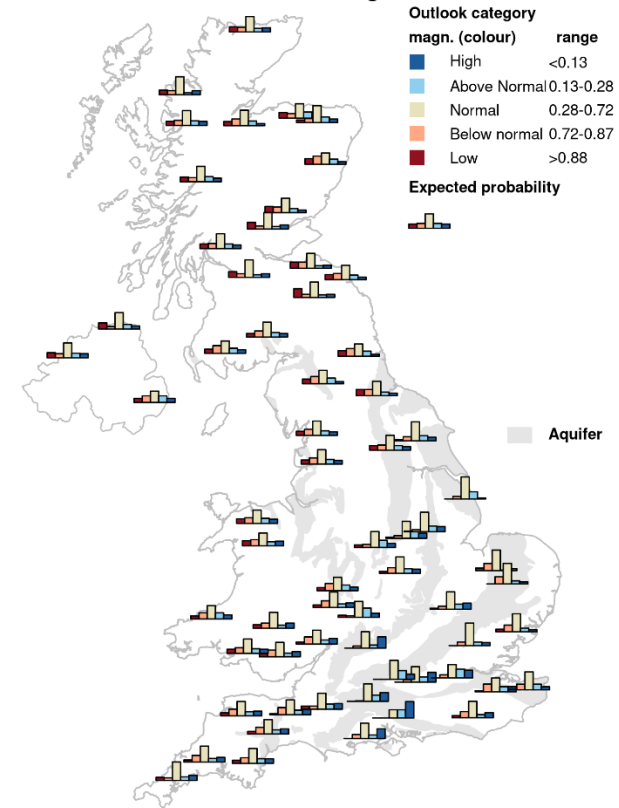 Outlook category
magn. (colour) range
High <0.13
Above Normal 0.13-0.28
Normal 0.28-0.72
Below normal 0.72-0.87
Low >0.88
Expected probability
Aquifer